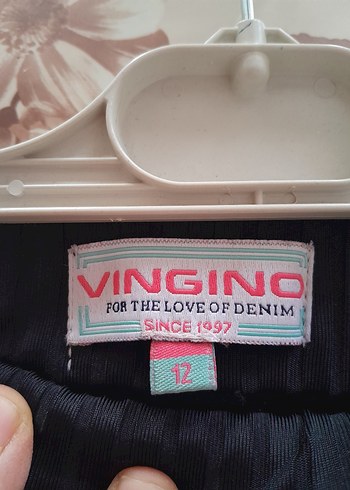 VINGINO
FOR THE LOVE OF DENIM
SINCE 1997
12